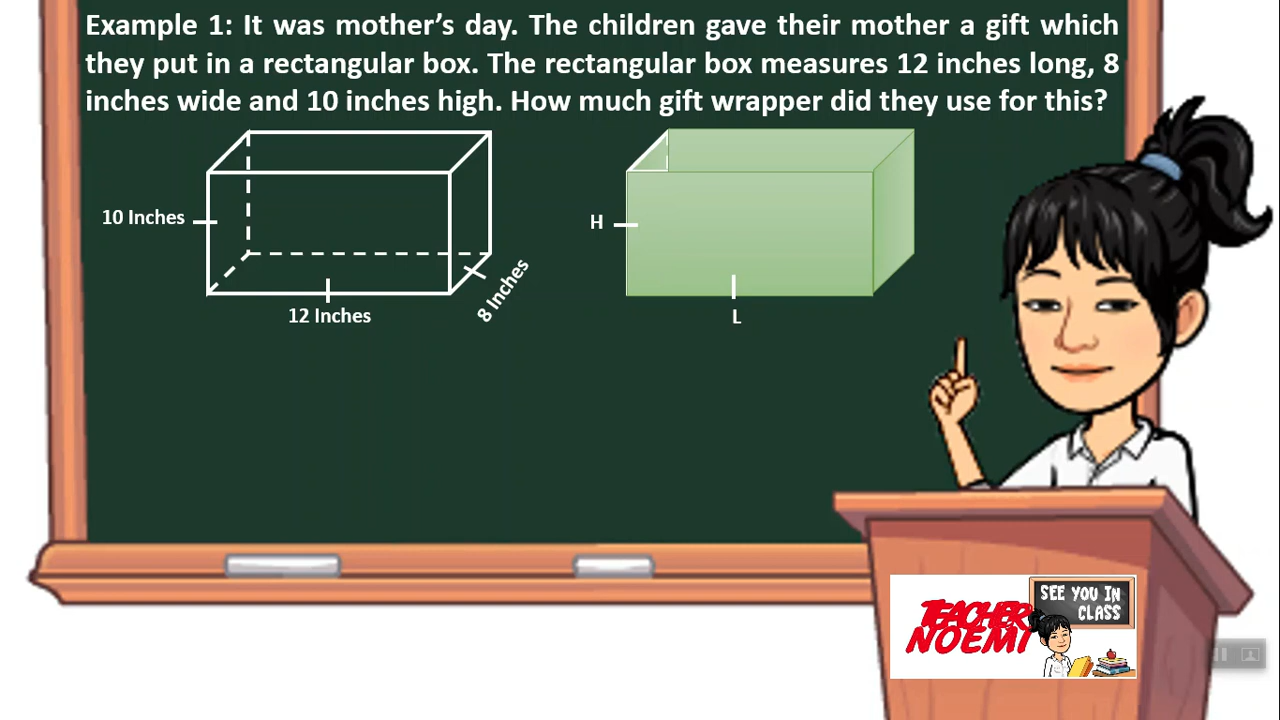 Example 1: It was mother’s day. The children gave their mother a gift which
they put in a rectangular box. The rectangular box measures 12 inches long, 8
inches wide and 10 inches high. How much gift wrapper did they use for this?
10 Inches
12 Inches
8 Inches
H
L
TEACHER
NOEMI
SEE YOU IN
CLASS